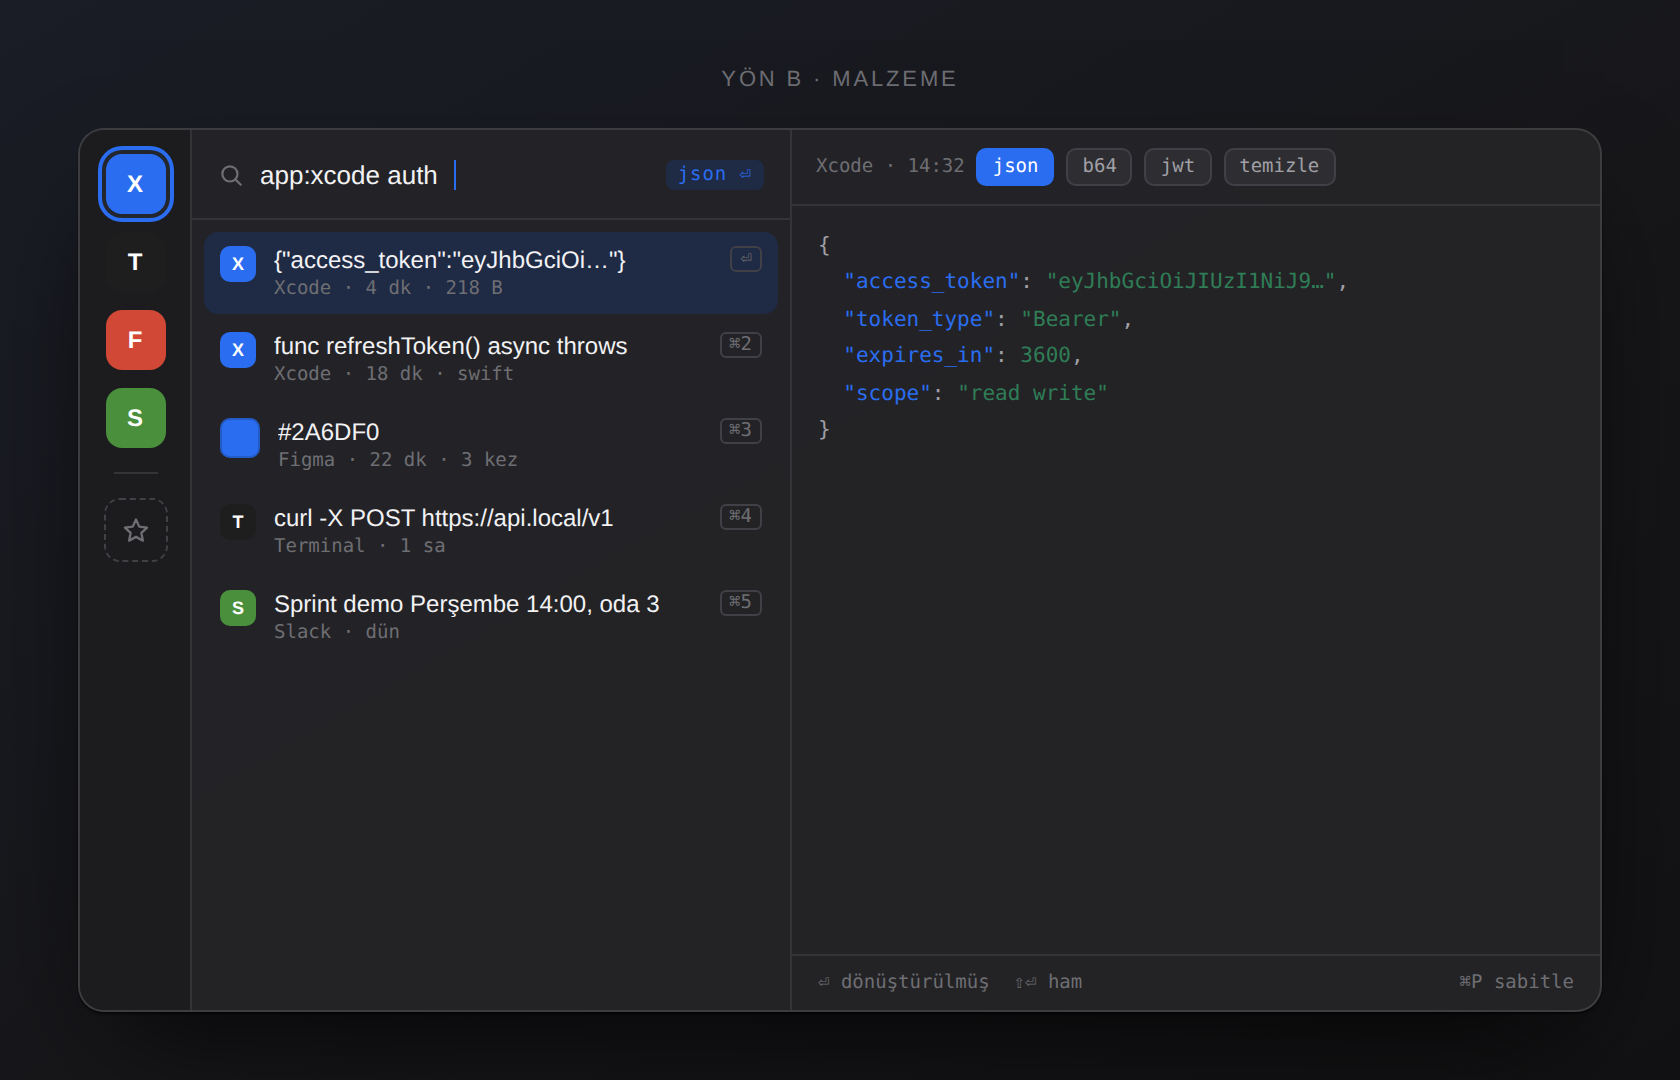 YÖN B · MALZEME
X
T
F
S
app:xcode auth
json ⏎
X {"access_token":"eyJhbGciOi…"} ⏎
Xcode · 4 dk · 218 B
X func refreshToken() async throws ⌘2
Xcode · 18 dk · swift
#2A6DF0 ⌘3
Figma · 22 dk · 3 kez
T curl -X POST https://api.local/v1 ⌘4
Terminal · 1 sa
S Sprint demo Perşembe 14:00, oda 3 ⌘5
Slack · dün
Xcode · 14:32 json b64 jwt temizle
{
"access_token": "eyJhbGciOiJIUzI1NiJ9…",
"token_type": "Bearer",
"expires_in": 3600,
"scope": "read write"
}
⏎ dönüştürülmüş ⇧⏎ ham ⌘P sabitle